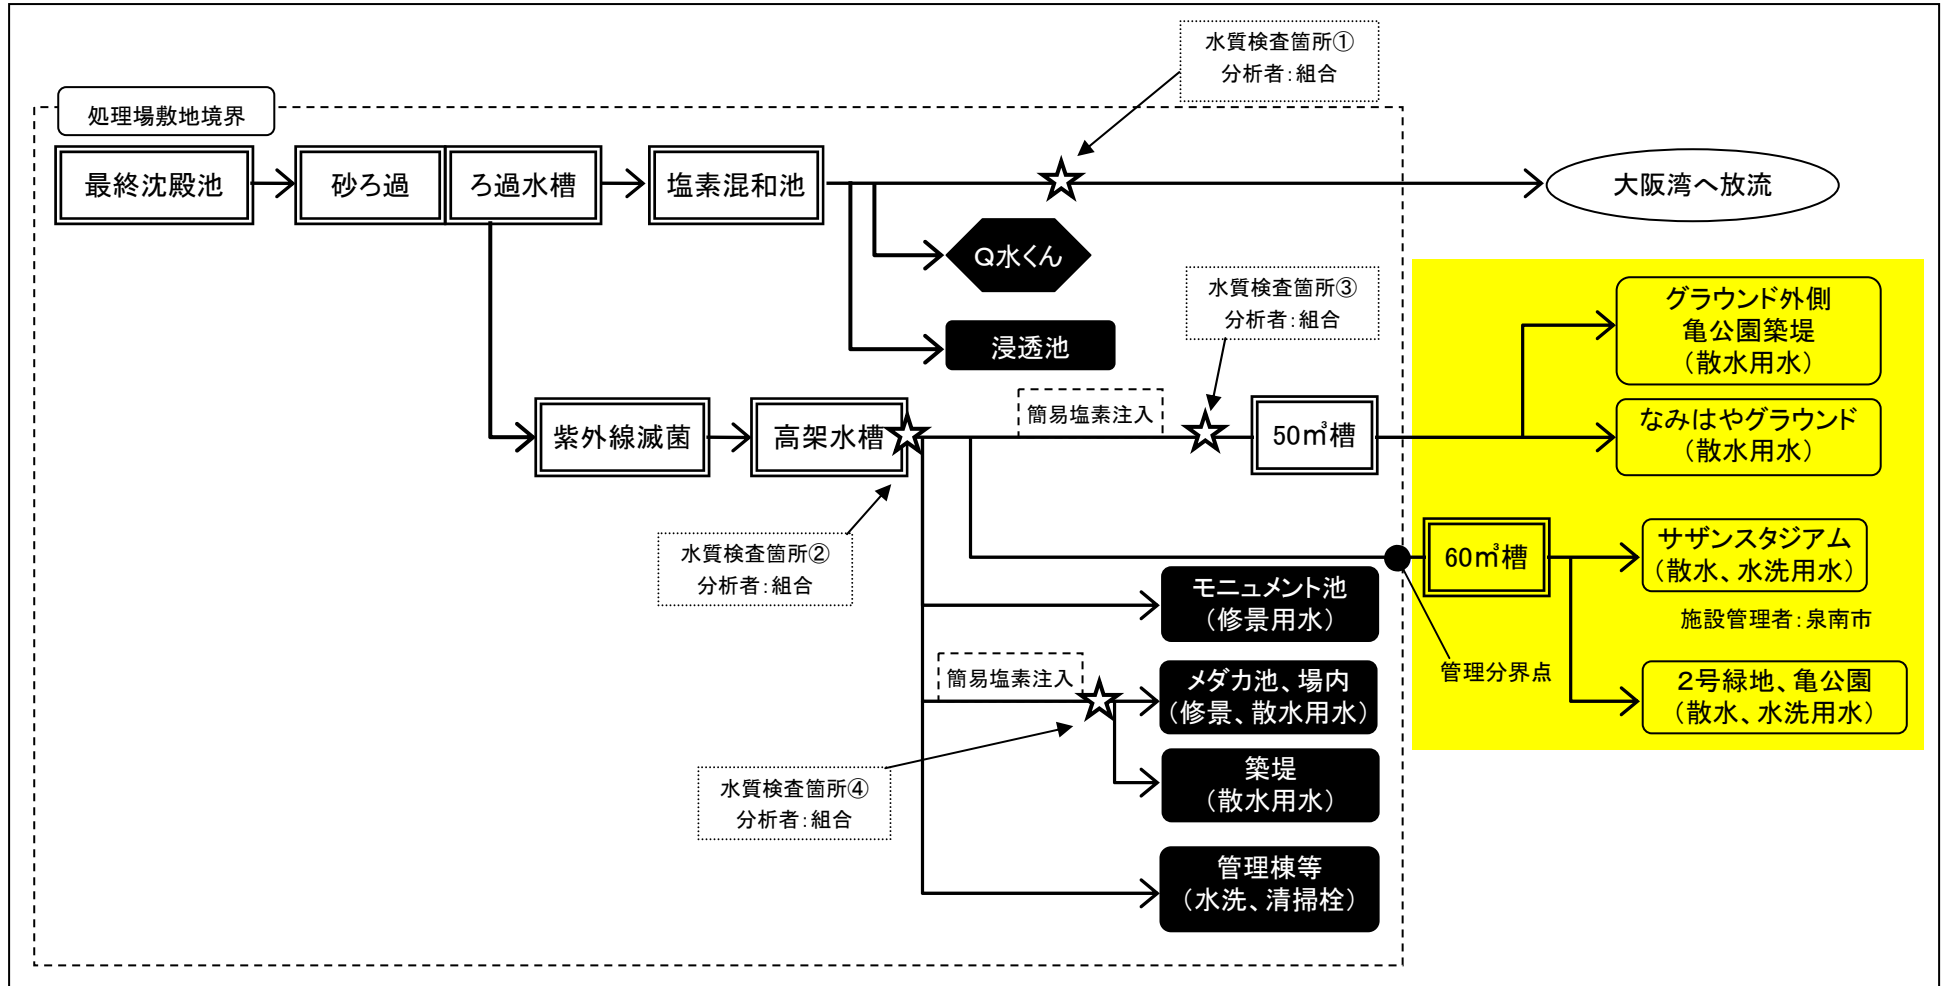 水質検査箇所①
分析者：組合
処理場敷地境界
最終沈殿池
砂ろ過
ろ過水槽
塩素混和池
大阪湾へ放流
Ｑ水くん
水質検査箇所③
分析者：組合
浸透池
グラウンド外側
亀公園築堤
（散水用水）
紫外線滅菌
高架水槽
簡易塩素注入
50㎥槽
なみはやグラウンド
（散水用水）
水質検査箇所②
分析者：組合
60㎥槽
サザンスタジアム
（散水、水洗用水）
施設管理者：泉南市
モニュメント池
（修景用水）
管理分界点
簡易塩素注入
メダカ池、場内
（修景、散水用水）
２号緑地、亀公園
（散水、水洗用水）
水質検査箇所④
分析者：組合
築堤
（散水用水）
管理棟等
（水洗、清掃栓）